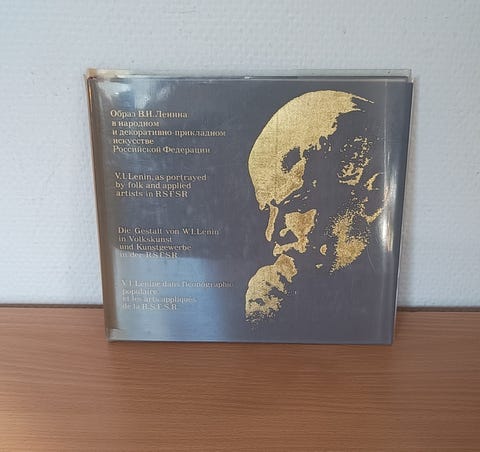 Образ В.И.Ленина
в народном
и декоративно-прикладном
искусстве
Российской Федерации
V.I.Lenin, as portrayed
by folk and applied
artists in RSFSR
Die Gestalt von W.I.Lenin
in Volkskunst
und Kunstgewerbe
in der RSFSR
V.I.Lenine dans l'iconographie
populaire
et les arts appliqués
de la R.S.F.S.R.